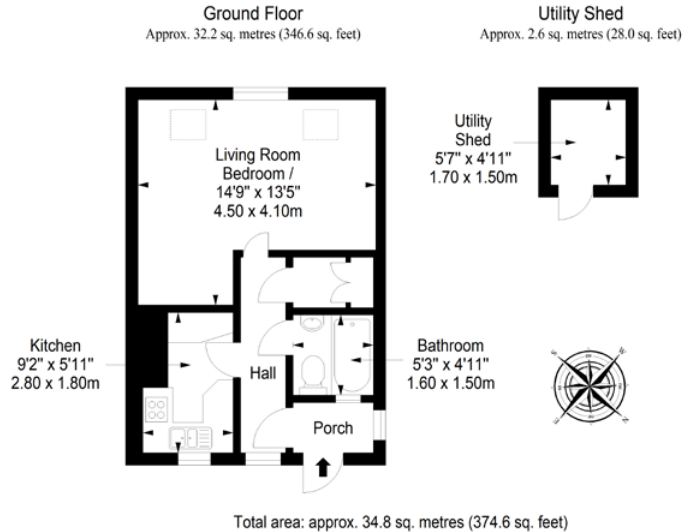 Ground Floor
Approx. 32.2 sq. metres (346.6 sq. feet)
Utility Shed
Approx. 2.6 sq. metres (28.0 sq. feet)
Living Room
Bedroom /
14'9" x 13'5"
4.50 x 4.10m
Utility
Shed
5'7" x 4'11"
1.70 x 1.50m
Kitchen
9'2" x 5'11"
2.80 x 1.80m
Hall
Bathroom
5'3" x 4'11"
1.60 x 1.50m
Porch
S
W
E
N
Total area: approx. 34.8 sq. metres (374.6 sq. feet)